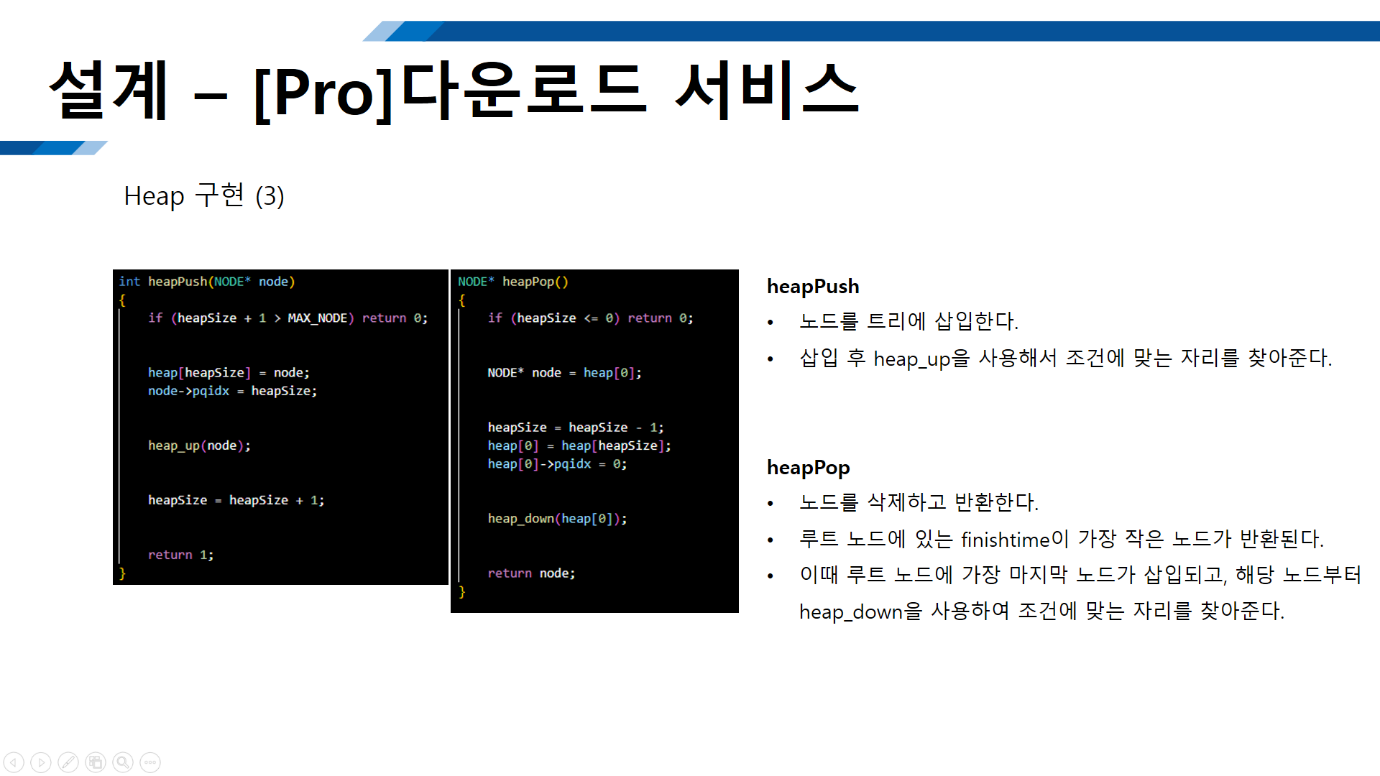 설계 – [Pro]다운로드 서비스
Heap 구현 (3)
int heapPush(NODE* node)
{
if (heapSize + 1 > MAX_NODE) return 0;
heap[heapSize] = node;
node->pqidx = heapSize;
heap_up(node);
heapSize = heapSize + 1;
return 1;
}
NODE* heapPop()
{
if (heapSize <= 0) return 0;
NODE* node = heap[0];
heapSize = heapSize - 1;
heap[0] = heap[heapSize];
heap[0]->pqidx = 0;
heap_down(heap[0]);
return node;
}
heapPush
• 노드를 트리에 삽입한다.
• 삽입 후 heap_up을 사용해서 조건에 맞는 자리를 찾아준다.
heapPop
• 노드를 삭제하고 반환한다.
• 루트 노드에 있는 finishtime이 가장 작은 노드가 반환된다.
• 이때 루트 노드에 가장 마지막 노드가 삽입되고, 해당 노드부터
heap_down을 사용하여 조건에 맞는 자리를 찾아준다.